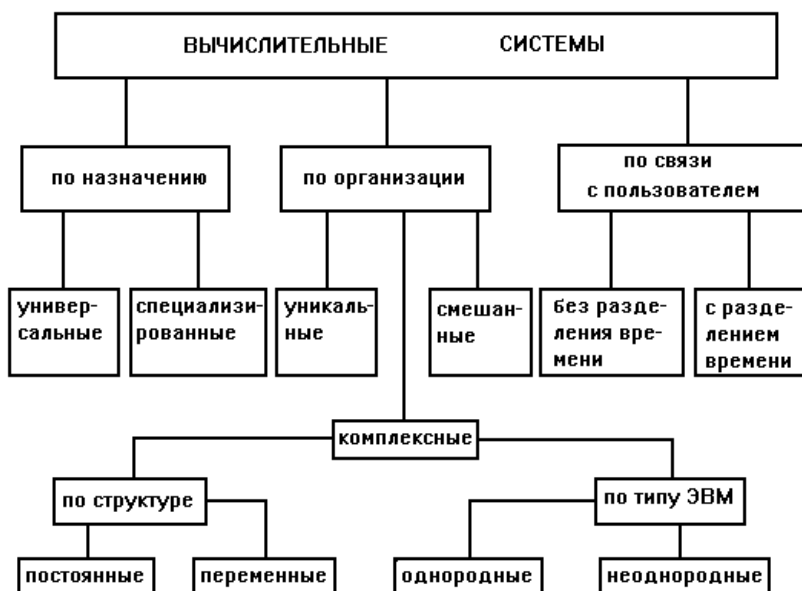 ВЫЧИСЛИТЕЛЬНЫЕ СИСТЕМЫ
по назначению
по организации
по связи
с пользователем
универ-
сальные
специализи-
рованные
уникаль-
ные
смешан-
ные
без разде-
ления вре-
мени
с разде-
лением
времени
комплексные
по структуре
по типу ЭВМ
постоянные
переменные
однородные
неоднородные